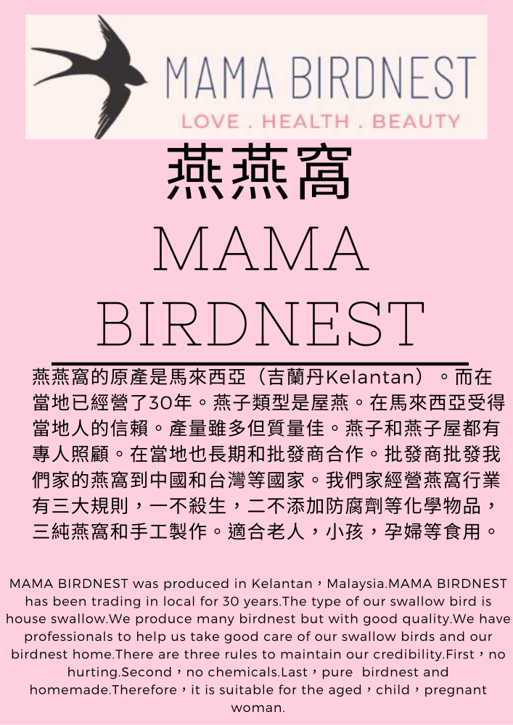 MAMA BIRDNEST
LOVE . HEALTH . BEAUTY
燕燕窩
MAMA
BIRDNEST
燕燕窩的原產是馬來西亞（吉蘭丹Kelantan）。而在
當地已經營了30年。燕子類型是屋燕。在馬來西亞受得
當地人的信賴。產量雖多但質量佳。燕子和燕子屋都有
專人照顧。在當地也長期和批發商合作。批發商批發我
們家的燕窩到中國和台灣等國家。我們家經營燕窩行業
有三大規則，一不殺生，二不添加防腐劑等化學物品，
三純燕窩和手工製作。適合老人，小孩，孕婦等食用。
MAMA BIRDNEST was produced in Kelantan，Malaysia.MAMA BIRDNEST
has been trading in local for 30 years.The type of our swallow bird is
house swallow.We produce many birdnest but with good quality.We have
professionals to help us take good care of our swallow birds and our
birdnest home.There are three rules to maintain our credibility.First，no
hurting.Second，no chemicals.Last，pure birdnest and
homemade.Therefore，it is suitable for the aged，child，pregnant
woman.